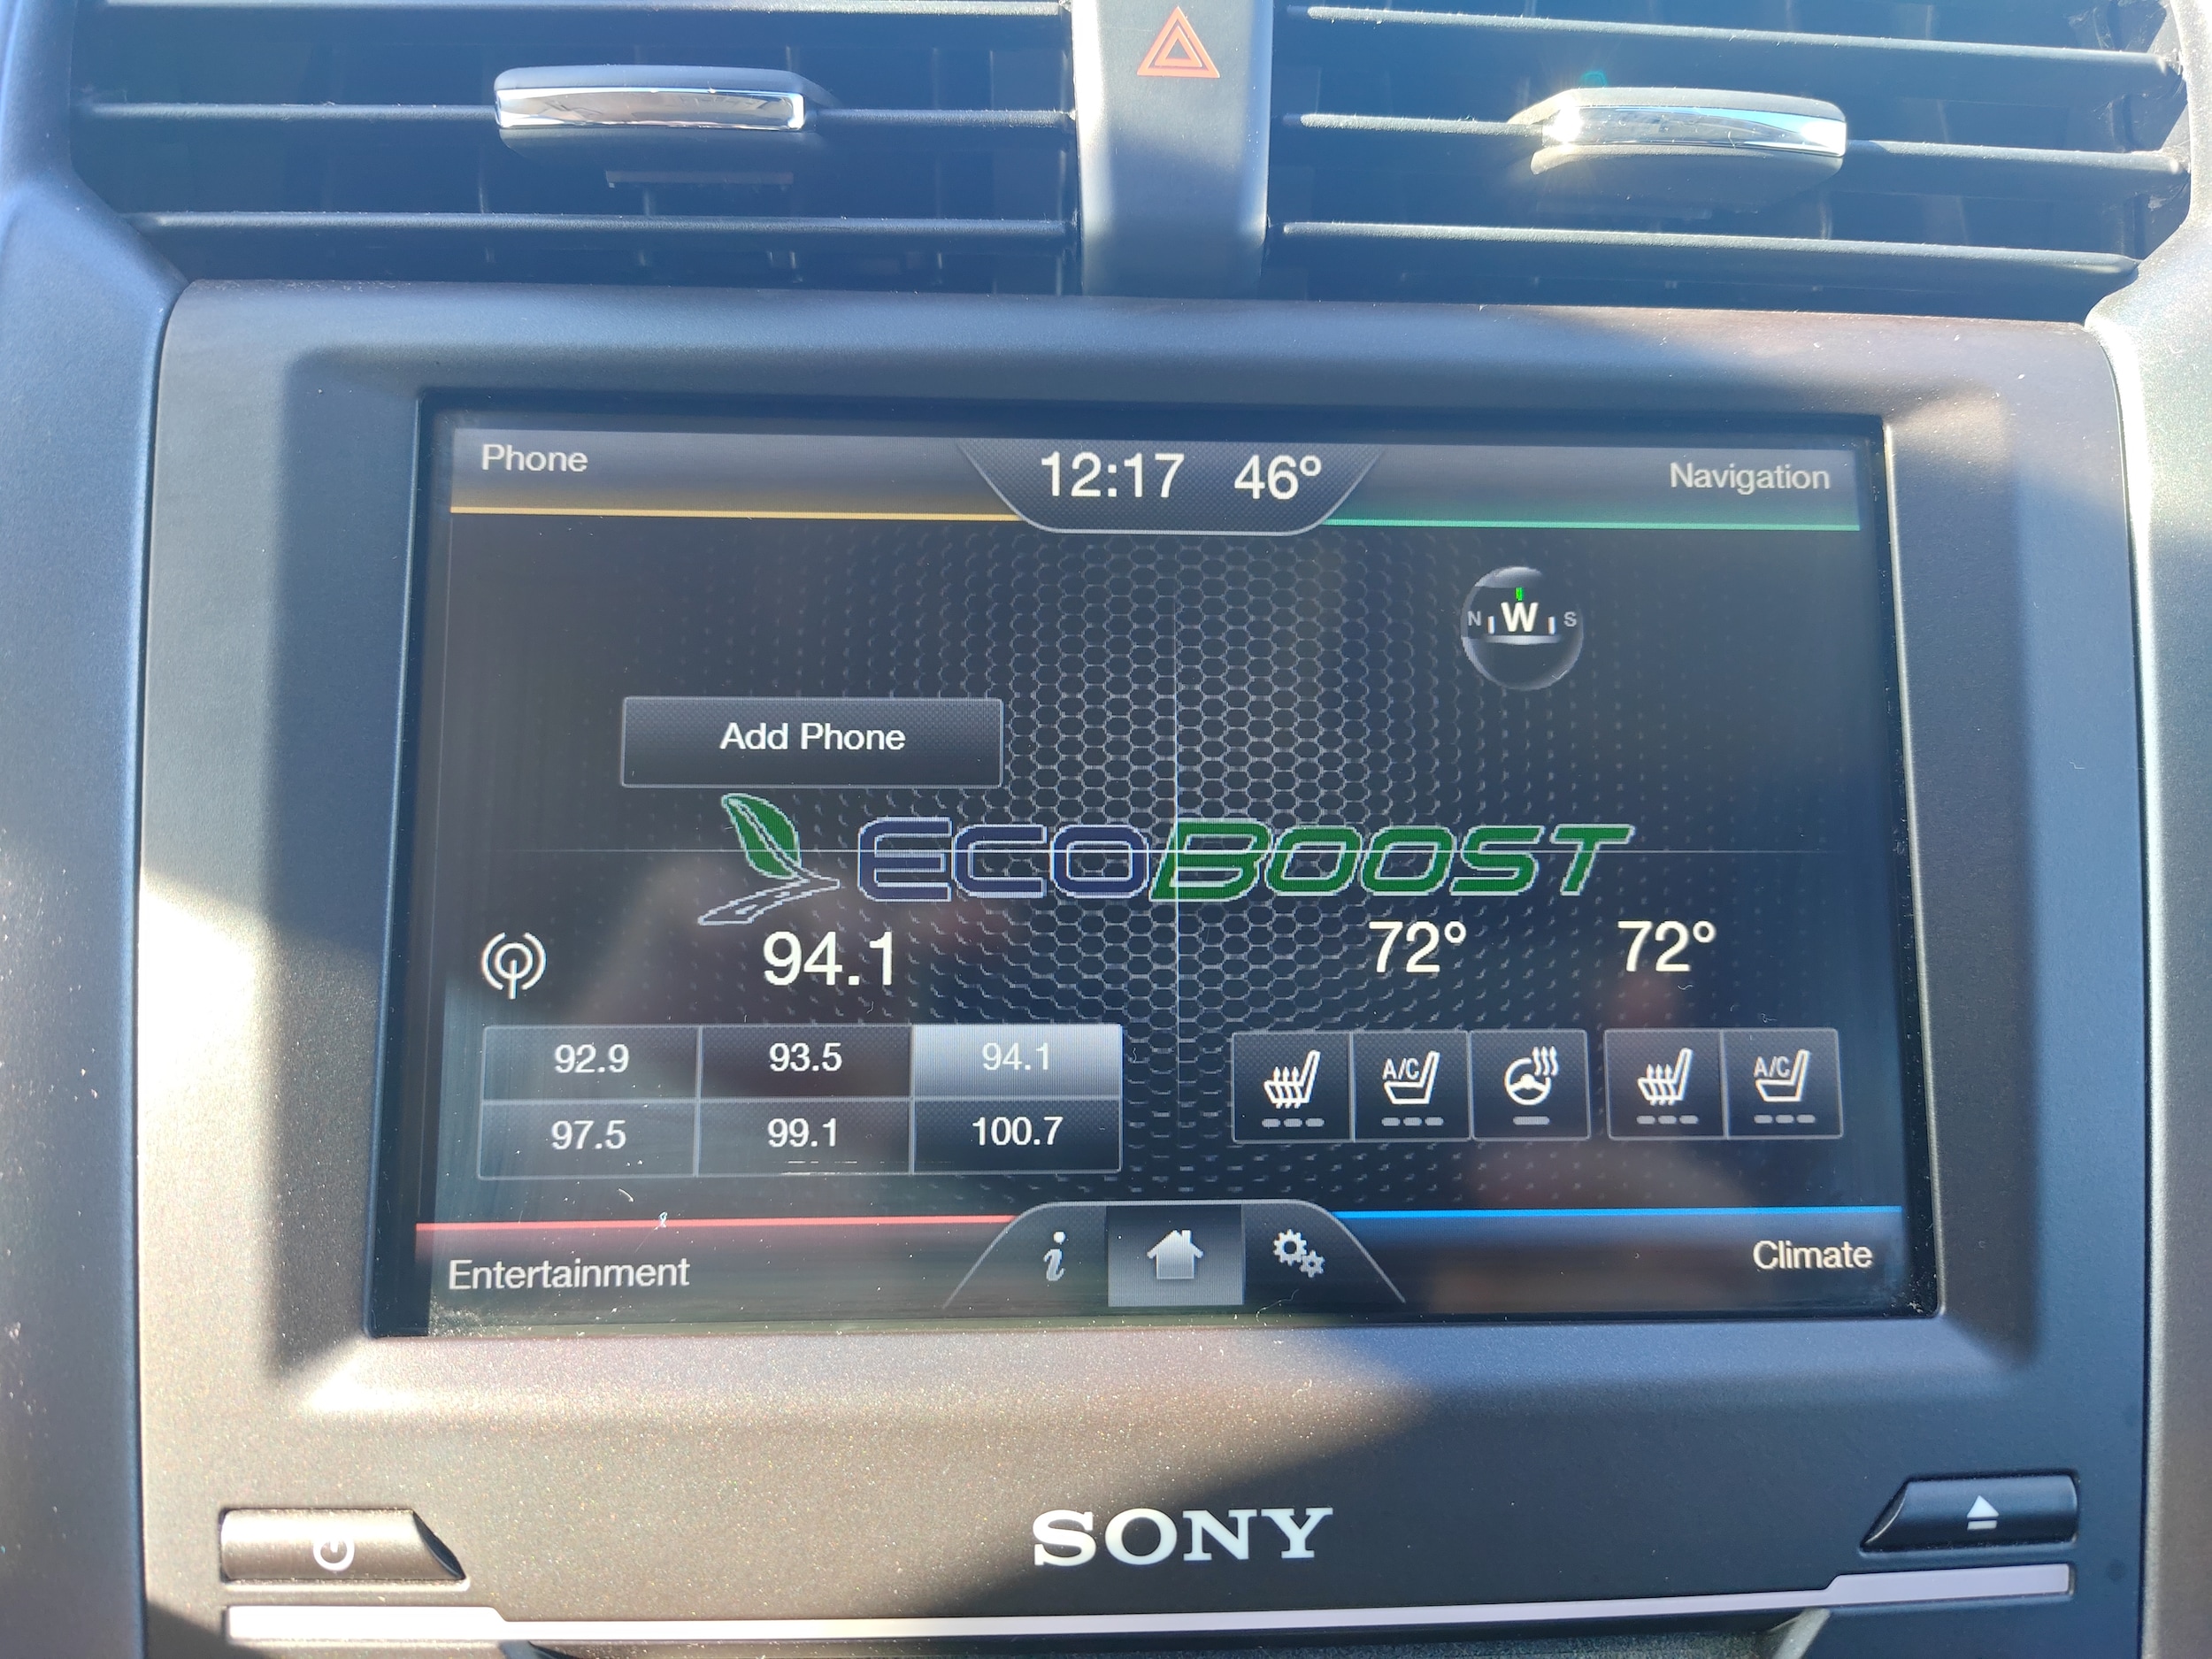 Phone
12:17 46°
Navigation
N W S
Add Phone
ECOBOOST
94.1
72° 72°
92.9 93.5 94.1
97.5 99.1 100.7
A/C A/C
Entertainment
i
Climate
SONY